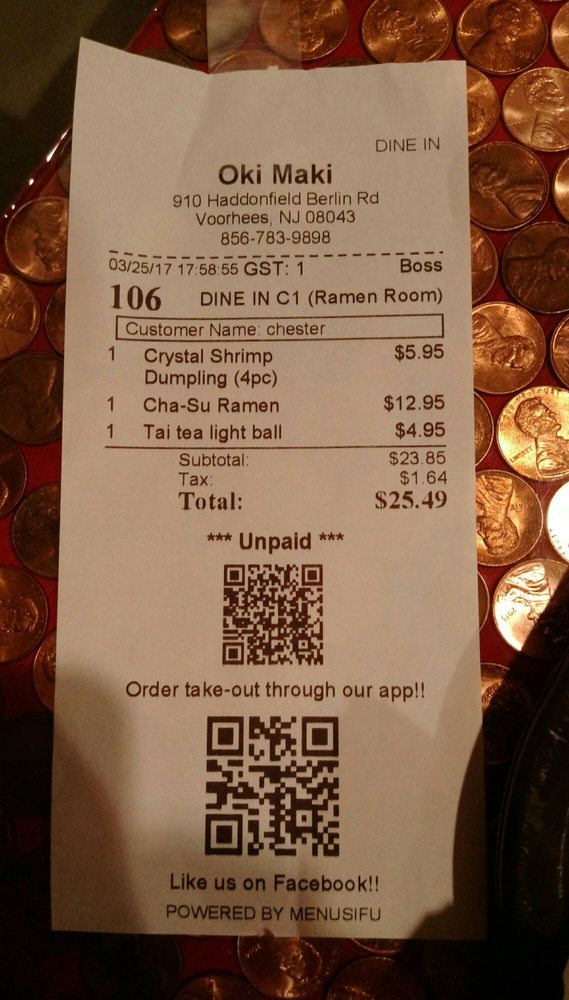 DINE IN
Oki Maki
910 Haddonfield Berlin Rd
Voorhees, NJ 08043
856-783-9898
03/25/17 17:58:55 GST: 1 Boss
106 DINE IN C1 (Ramen Room)
Customer Name: chester
1 Crystal Shrimp $5.95
Dumpling (4pc)
1 Cha-Su Ramen $12.95
1 Tai tea light ball $4.95
Subtotal: $23.85
Tax: $1.64
Total: $25.49
*** Unpaid ***
Order take-out through our app!!
Like us on Facebook!!
POWERED BY MENUSIFU